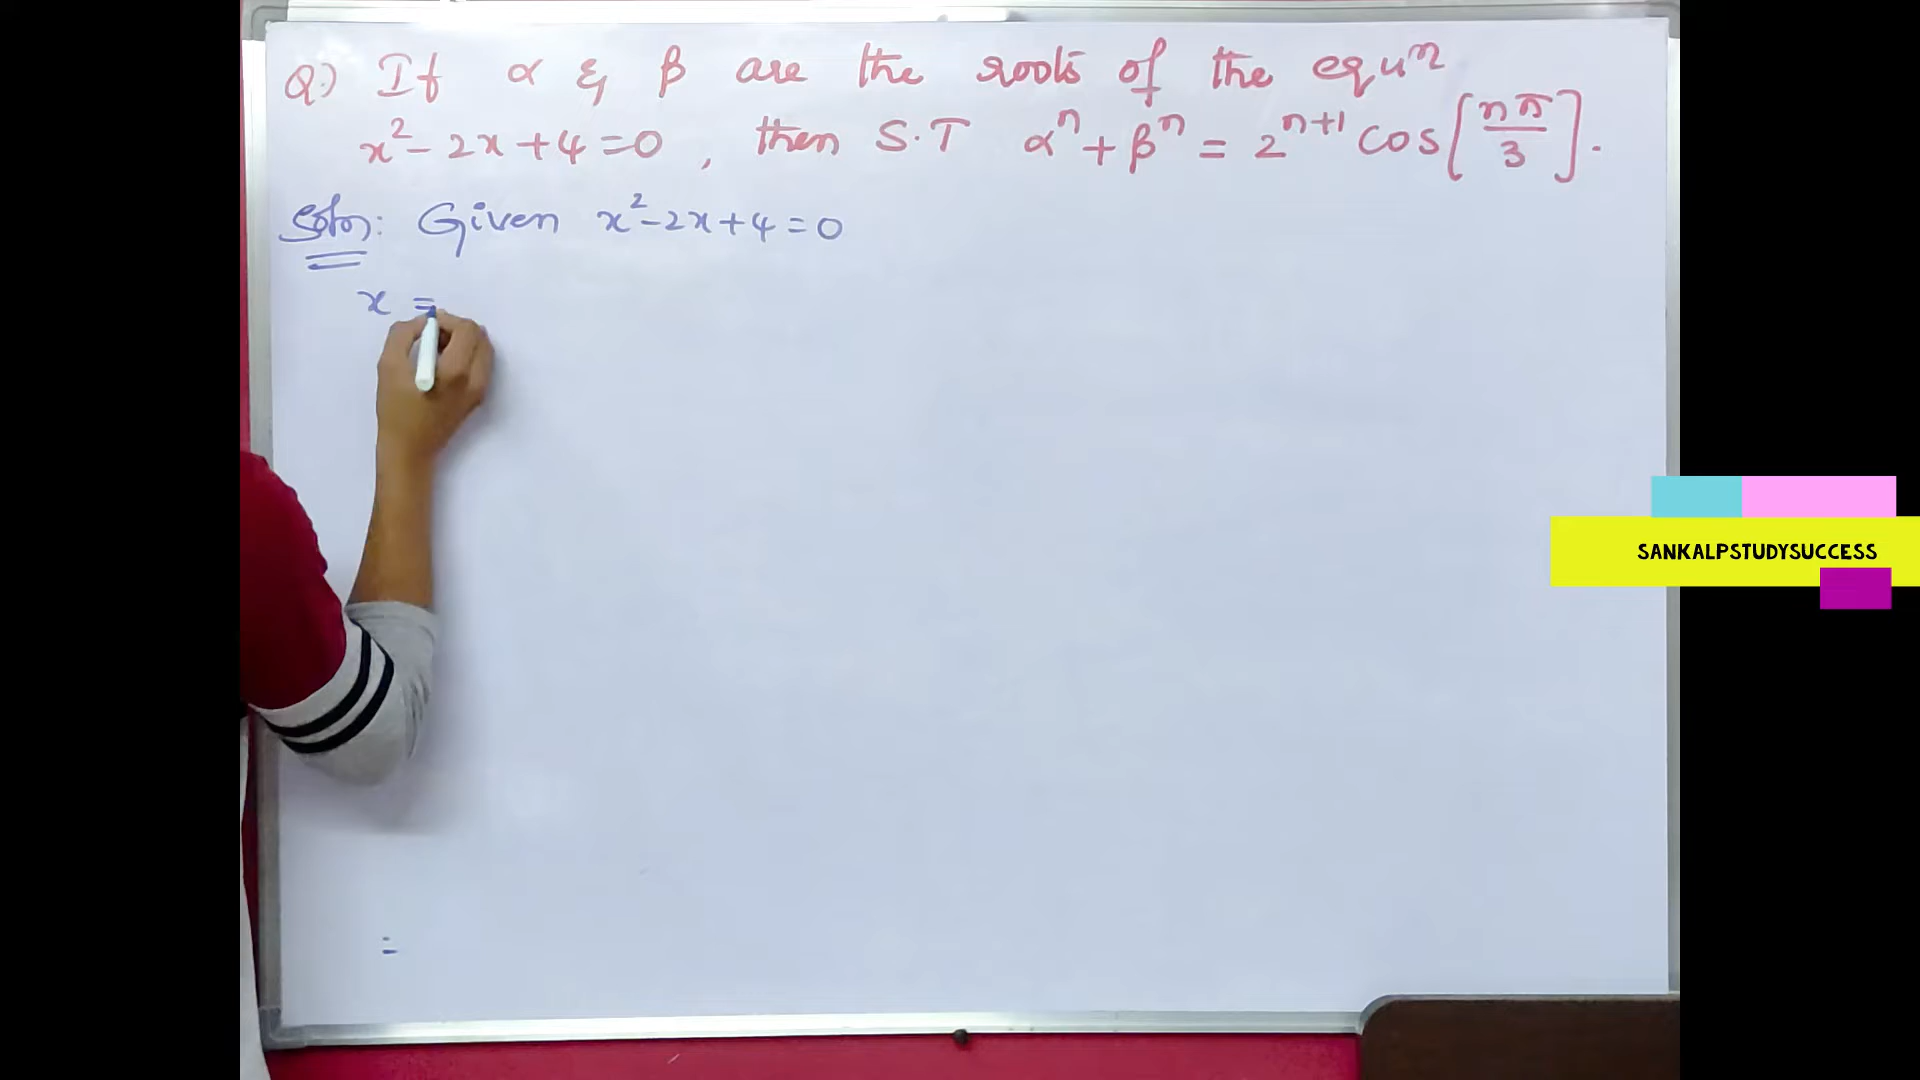 Q.) If α & β are the roots of the equⁿ
x² - 2x + 4 = 0 , then S.T αⁿ + βⁿ = 2ⁿ⁺¹ cos[nπ/3].
Soln: Given x² - 2x + 4 = 0
x =
=
SANKALPSTUDYSUCCESS